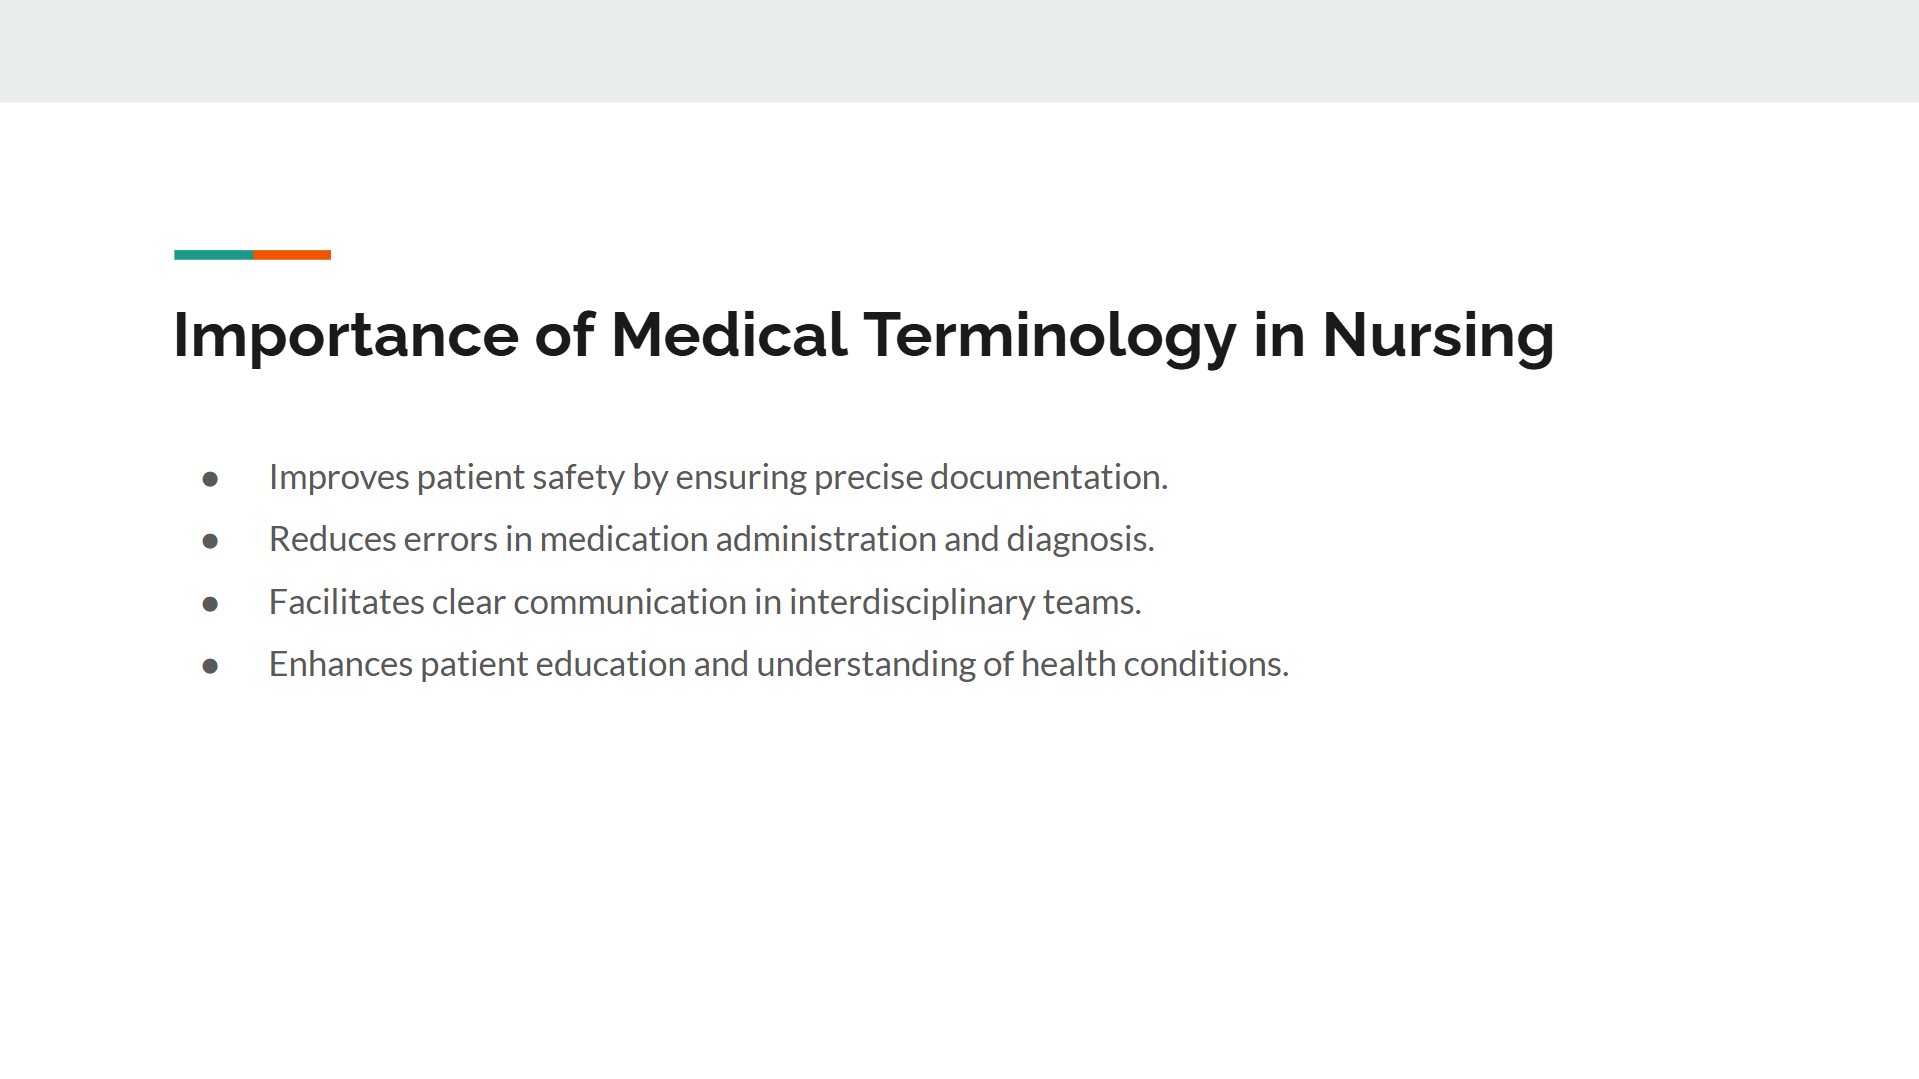 Importance of Medical Terminology in Nursing
● Improves patient safety by ensuring precise documentation.
● Reduces errors in medication administration and diagnosis.
● Facilitates clear communication in interdisciplinary teams.
● Enhances patient education and understanding of health conditions.